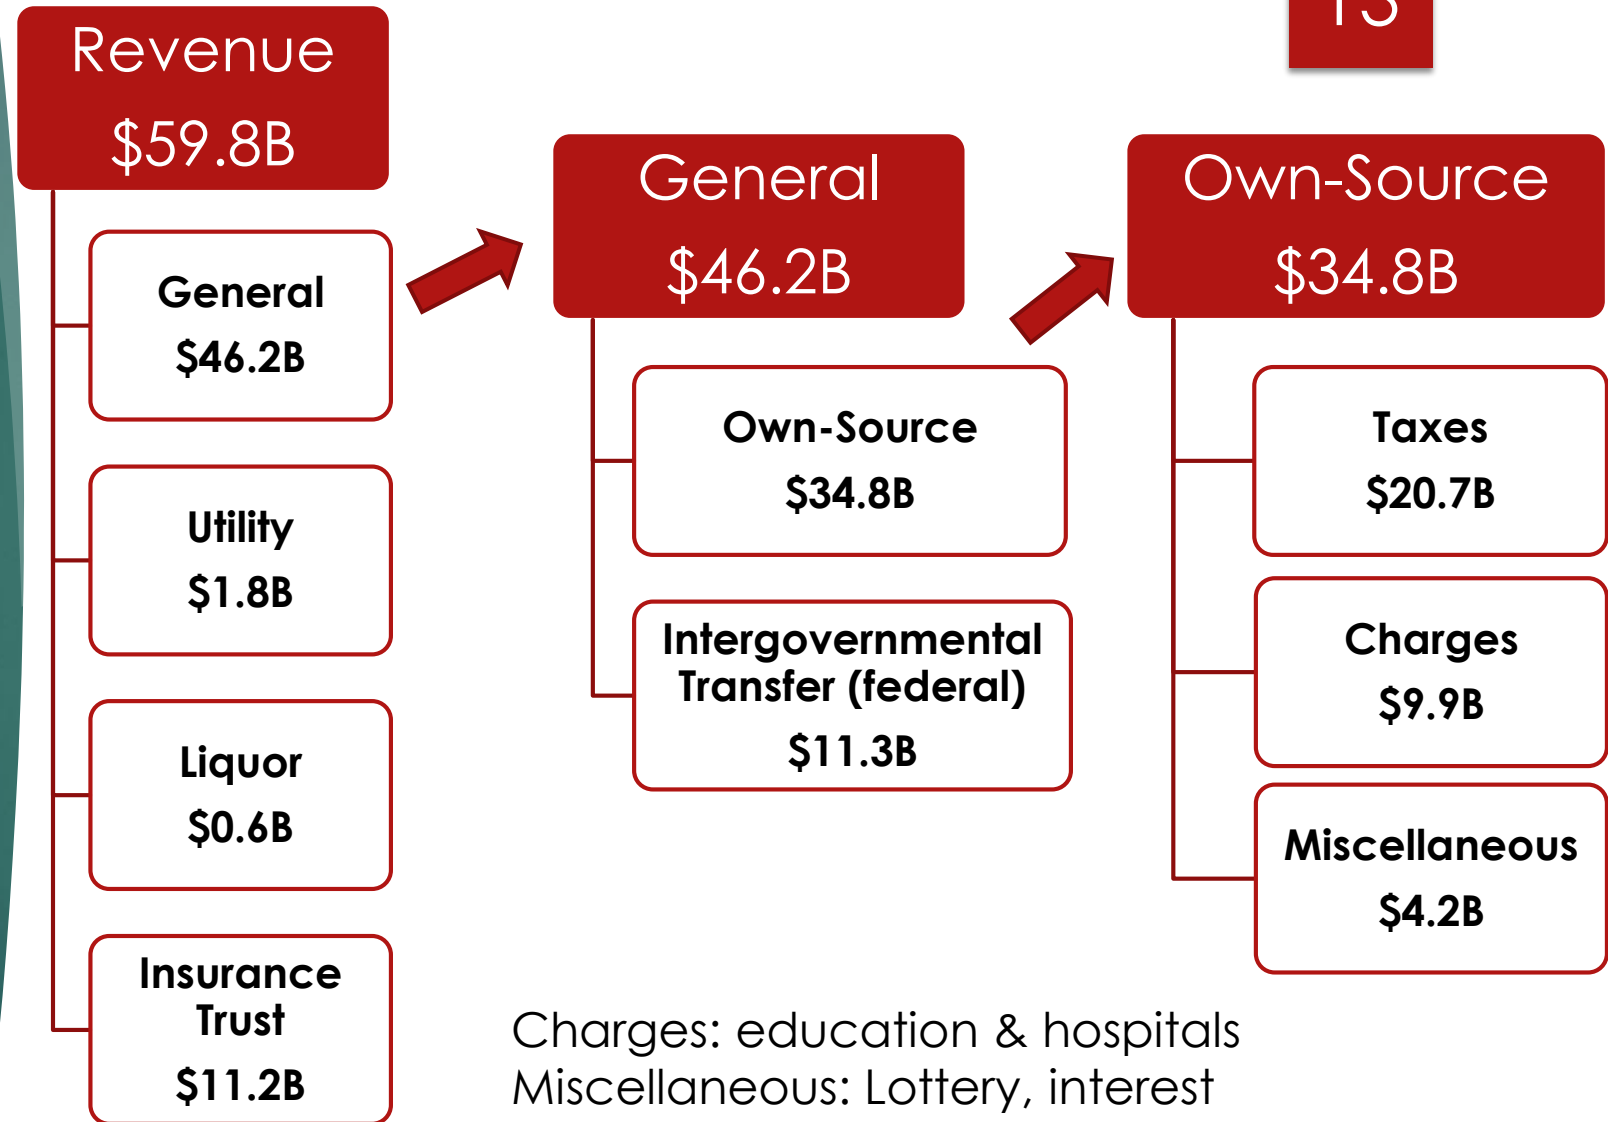 13
Revenue
$59.8B
General
$46.2B
Utility
$1.8B
Liquor
$0.6B
Insurance
Trust
$11.2B
General
$46.2B
Own-Source
$34.8B
Intergovernmental
Transfer (federal)
$11.3B
Own-Source
$34.8B
Taxes
$20.7B
Charges
$9.9B
Miscellaneous
$4.2B
Charges: education & hospitals
Miscellaneous: Lottery, interest